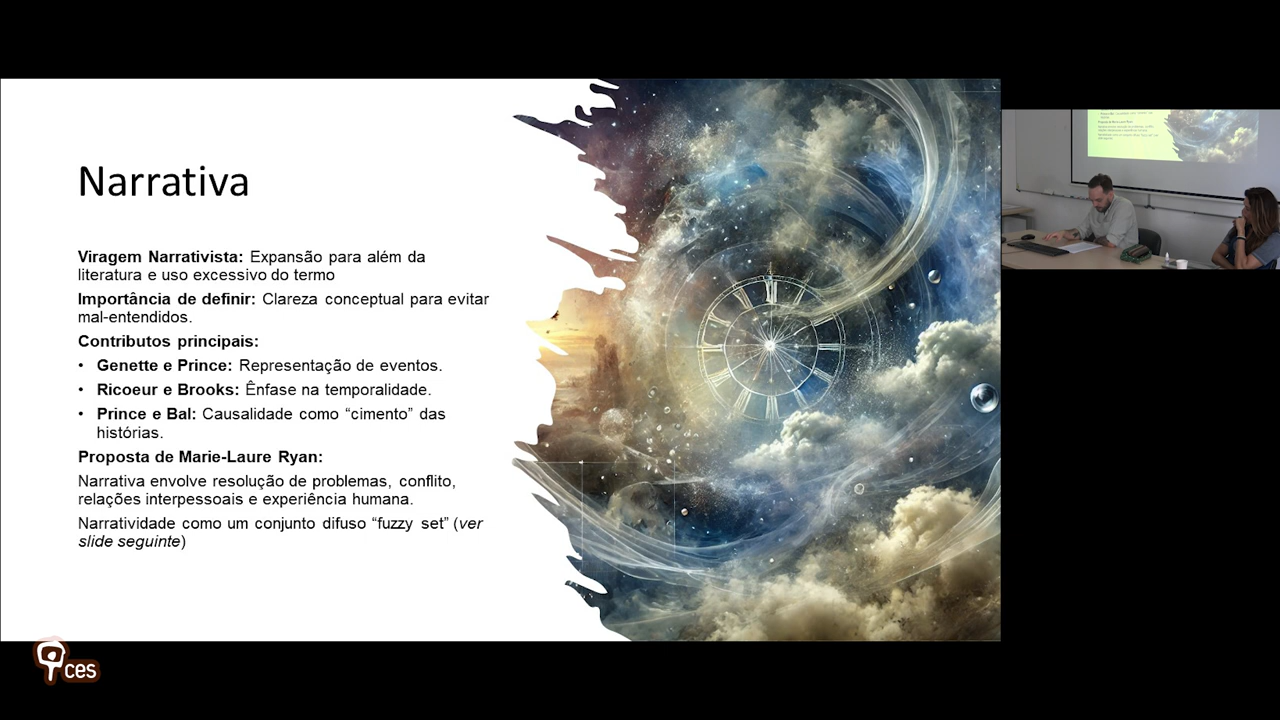 Narrativa
Viragem Narrativista: Expansão para além da
literatura e uso excessivo do termo
Importância de definir: Clareza conceptual para evitar
mal-entendidos.
Contributos principais:
• Genette e Prince: Representação de eventos.
• Ricoeur e Brooks: Ênfase na temporalidade.
• Prince e Bal: Causalidade como “cimento” das
histórias.
Proposta de Marie-Laure Ryan:
Narrativa envolve resolução de problemas, conflito,
relações interpessoais e experiência humana.
Narratividade como um conjunto difuso “fuzzy set” (ver
slide seguinte)
ces